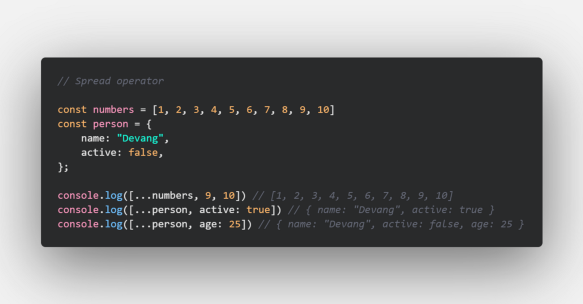 // Spread operator
const numbers = [1, 2, 3, 4, 5, 6, 7, 8, 9, 10]
const person = {
    name: "Devang",
    active: false,
};
console.log([...numbers, 9, 10]) // [1, 2, 3, 4, 5, 6, 7, 8, 9, 10]
console.log([...person, active: true]) // { name: "Devang", active: true }
console.log([...person, age: 25]) // { name: "Devang", active: false, age: 25 }